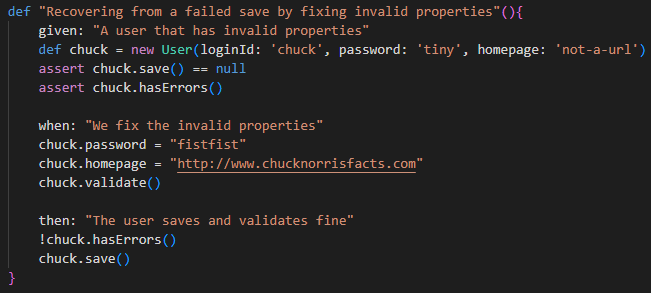 def "Recovering from a failed save by fixing invalid properties"(){
    given: "A user that has invalid properties"
    def chuck = new User(loginId: 'chuck', password: 'tiny', homepage: 'not-a-url')
    assert chuck.save() == null
    assert chuck.hasErrors()

    when: "We fix the invalid properties"
    chuck.password = "fistfist"
    chuck.homepage = "http://www.chucknorrisfacts.com"
    chuck.validate()

    then: "The user saves and validates fine"
    !chuck.hasErrors()
    chuck.save()
}